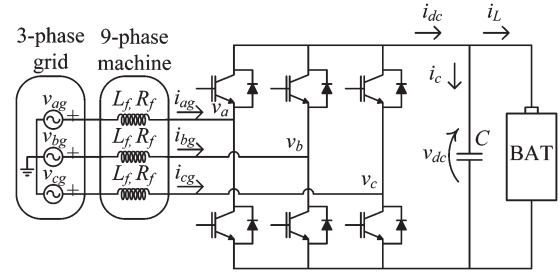 3-phase grid
9-phase machine
i_dc
i_L
v_ag
+
L_f, R_f
i_ag
v_a
v_bg
+
L_f, R_f
i_bg
v_b
v_cg
+
L_f, R_f
i_cg
v_c
i_c
v_dc
C
BAT